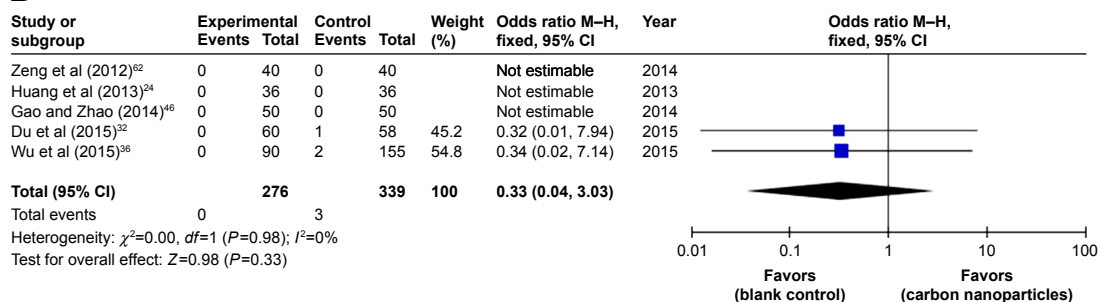 Study or subgroup Experimental Events Total Control Events Total Weight (%) Odds ratio M–H, fixed, 95% CI Year Odds ratio M–H, fixed, 95% CI
Zeng et al (2012)62 0 40 0 40 Not estimable 2014
Huang et al (2013)24 0 36 0 36 Not estimable 2013
Gao and Zhao (2014)46 0 50 0 50 Not estimable 2014
Du et al (2015)32 0 60 1 58 45.2 0.32 (0.01, 7.94) 2015
Wu et al (2015)36 0 90 2 155 54.8 0.34 (0.02, 7.14) 2015
Total (95% CI) 276 339 100 0.33 (0.04, 3.03)
Total events 0 3
Heterogeneity: χ²=0.00, df=1 (P=0.98); I²=0%
Test for overall effect: Z=0.98 (P=0.33)
0.01 0.1 1 10 100
Favors (blank control) Favors (carbon nanoparticles)